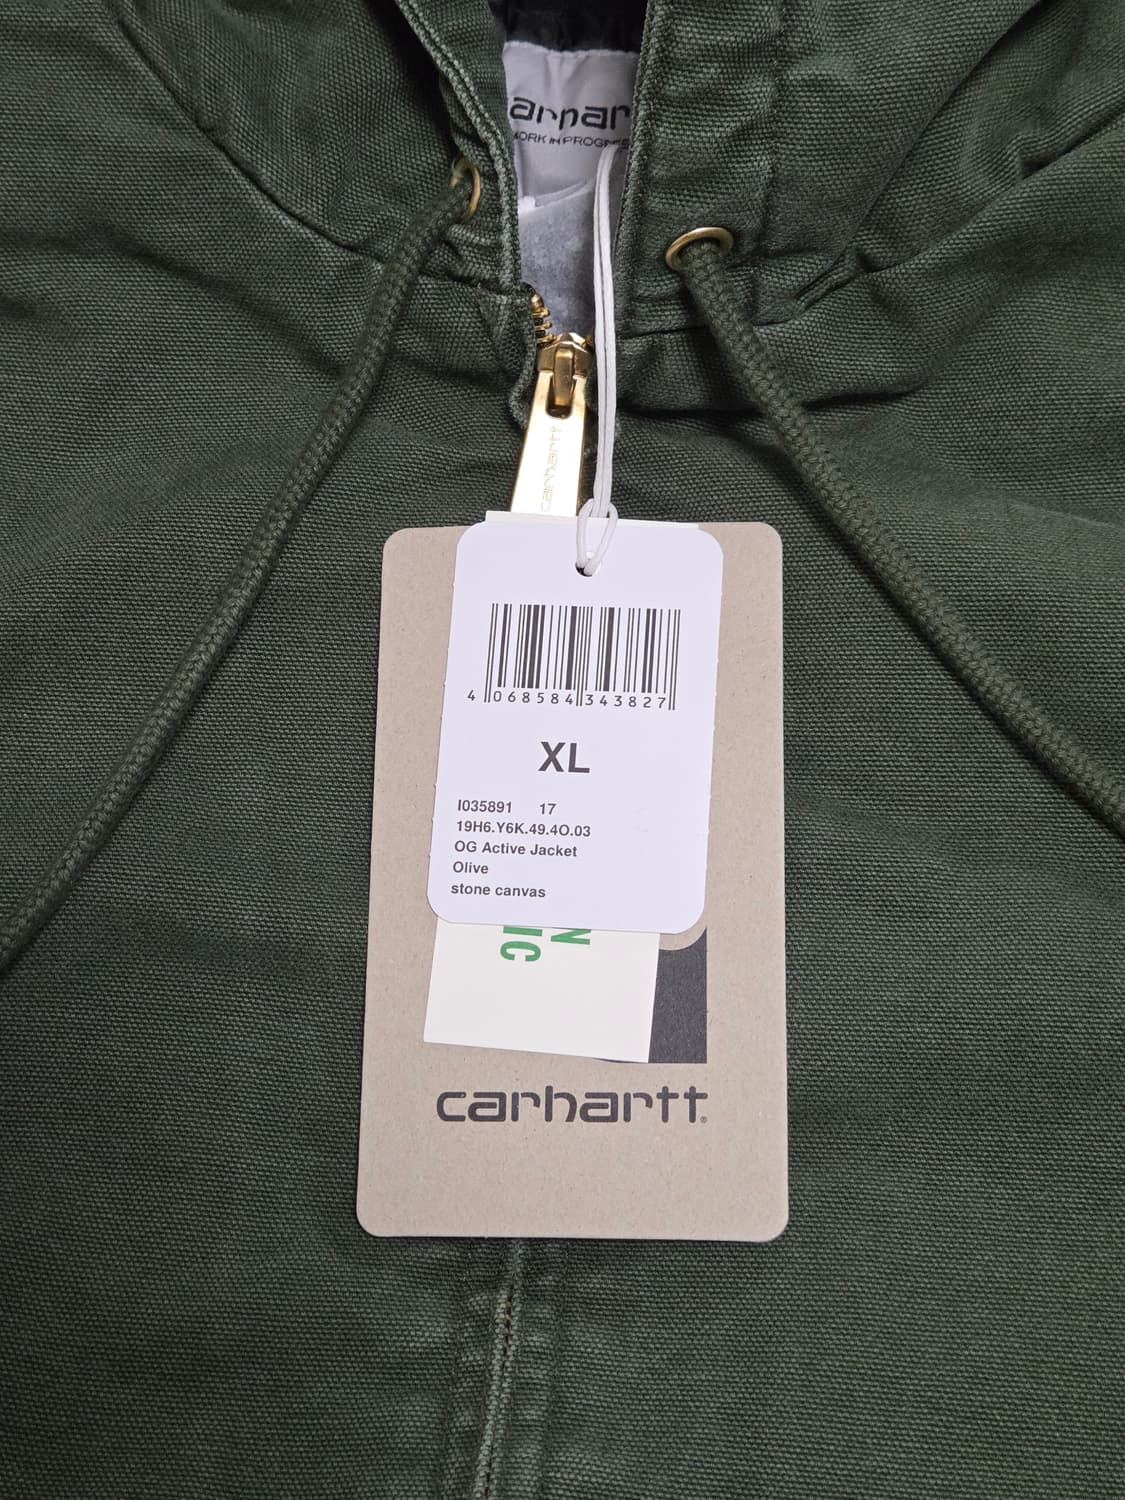 WORK IN PROGRESS
carhartt
4 068584 343827
XL
I035891 17
19H6.Y6K.49.4O.03
OG Active Jacket
Olive
stone canvas
carhartt®